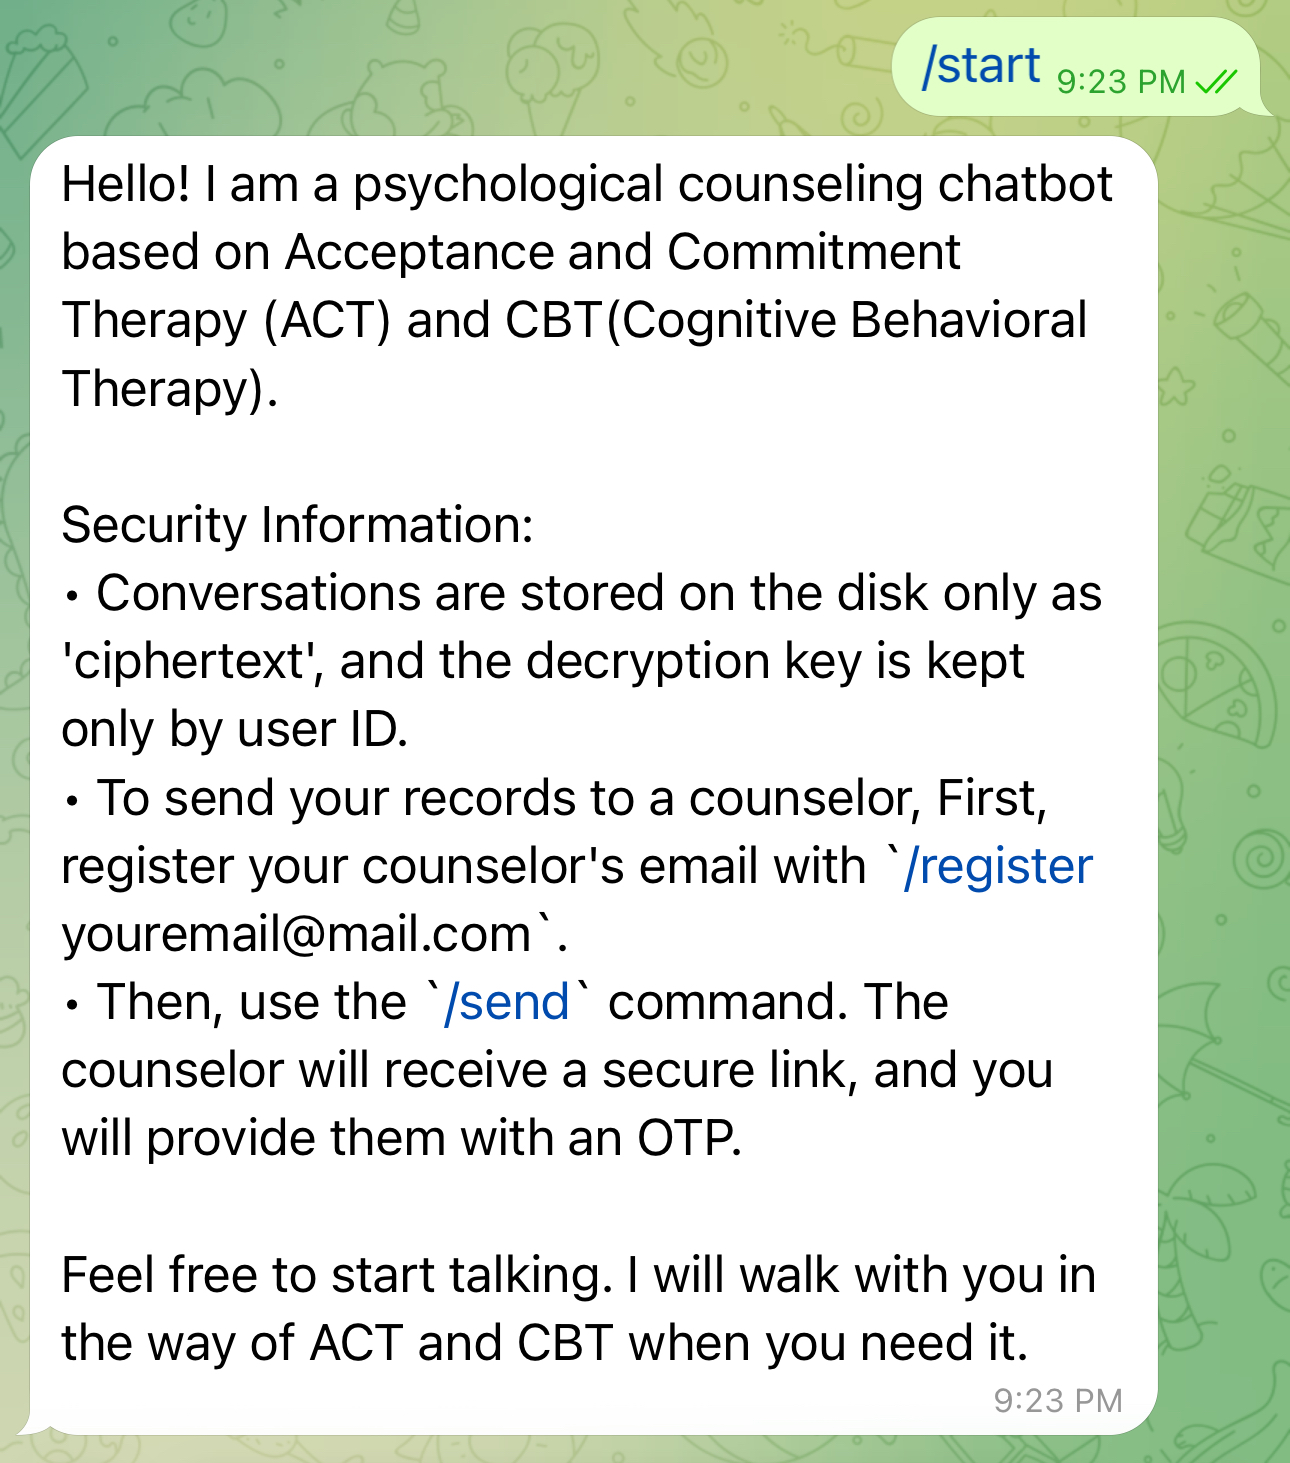 /start 9:23 PM
Hello! I am a psychological counseling chatbot
based on Acceptance and Commitment
Therapy (ACT) and CBT(Cognitive Behavioral
Therapy).
Security Information:
• Conversations are stored on the disk only as
'ciphertext', and the decryption key is kept
only by user ID.
• To send your records to a counselor, First,
register your counselor's email with `/register
youremail@mail.com`.
• Then, use the `/send` command. The
counselor will receive a secure link, and you
will provide them with an OTP.
Feel free to start talking. I will walk with you in
the way of ACT and CBT when you need it.
9:23 PM